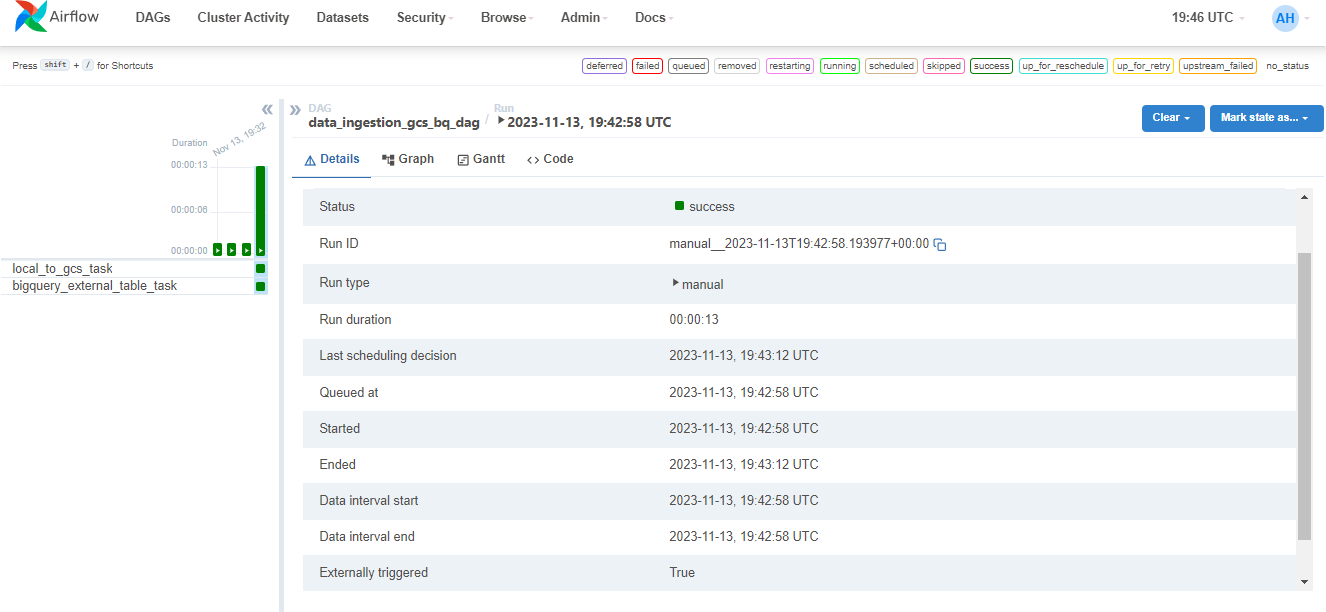 Airflow DAGs Cluster Activity Datasets Security Browse Admin Docs 19:46 UTC AH
Press shift + / for Shortcuts deferred failed queued removed restarting running scheduled skipped success up_for_reschedule up_for_retry upstream_failed no_status
DAG / Run
data_ingestion_gcs_bq_dag 2023-11-13, 19:42:58 UTC Clear Mark state as...
Nov 13, 19:32
Duration
00:00:13
00:00:06
00:00:00
local_to_gcs_task
bigquery_external_table_task
Details Graph Gantt Code
Status success
Run ID manual__2023-11-13T19:42:58.193977+00:00
Run type manual
Run duration 00:00:13
Last scheduling decision 2023-11-13, 19:43:12 UTC
Queued at 2023-11-13, 19:42:58 UTC
Started 2023-11-13, 19:42:58 UTC
Ended 2023-11-13, 19:43:12 UTC
Data interval start 2023-11-13, 19:42:58 UTC
Data interval end 2023-11-13, 19:42:58 UTC
Externally triggered True